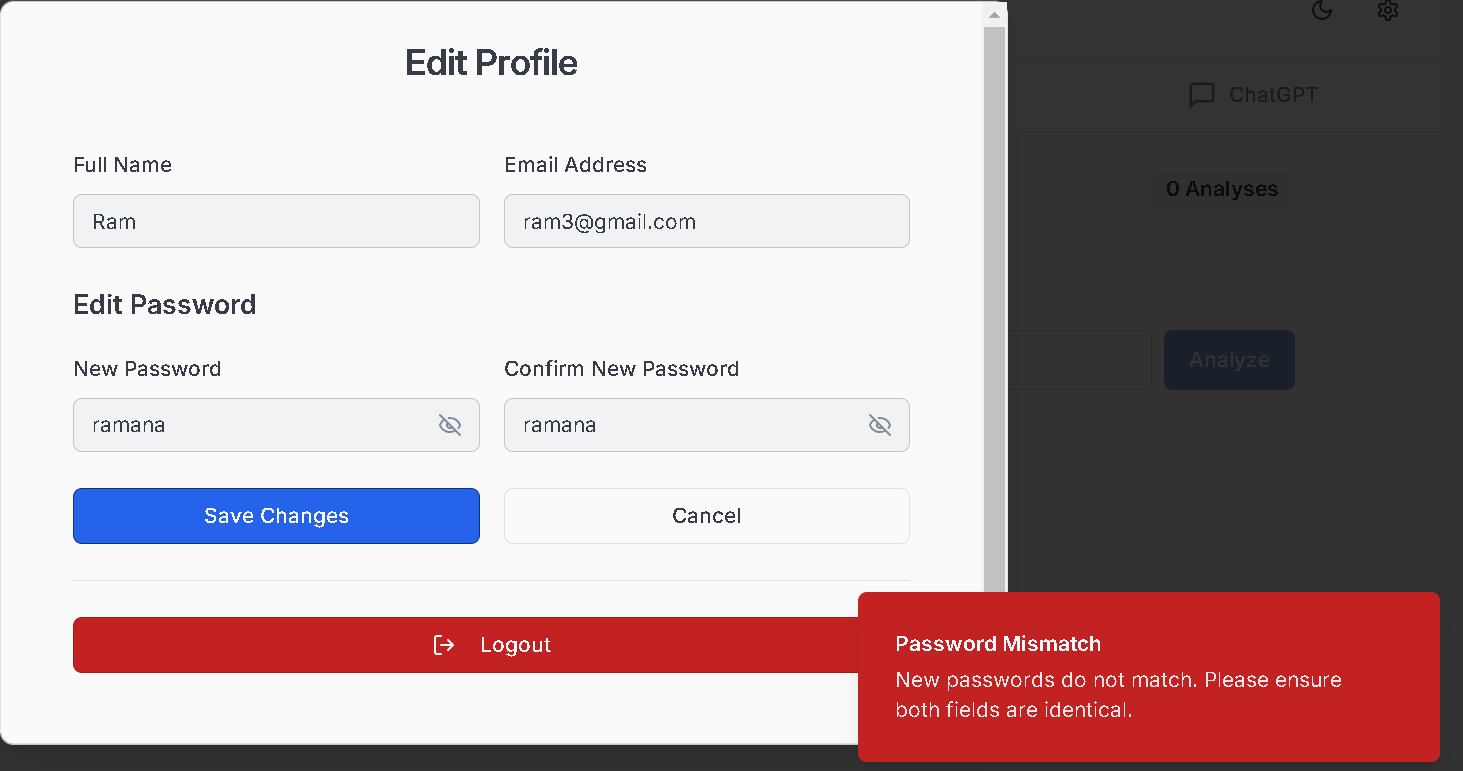 Edit Profile
ChatGPT
Full Name
Email Address
0 Analyses
Ram
ram3@gmail.com
Edit Password
New Password
Confirm New Password
Analyze
ramana
ramana
Save Changes
Cancel
Logout
Password Mismatch
New passwords do not match. Please ensure
both fields are identical.